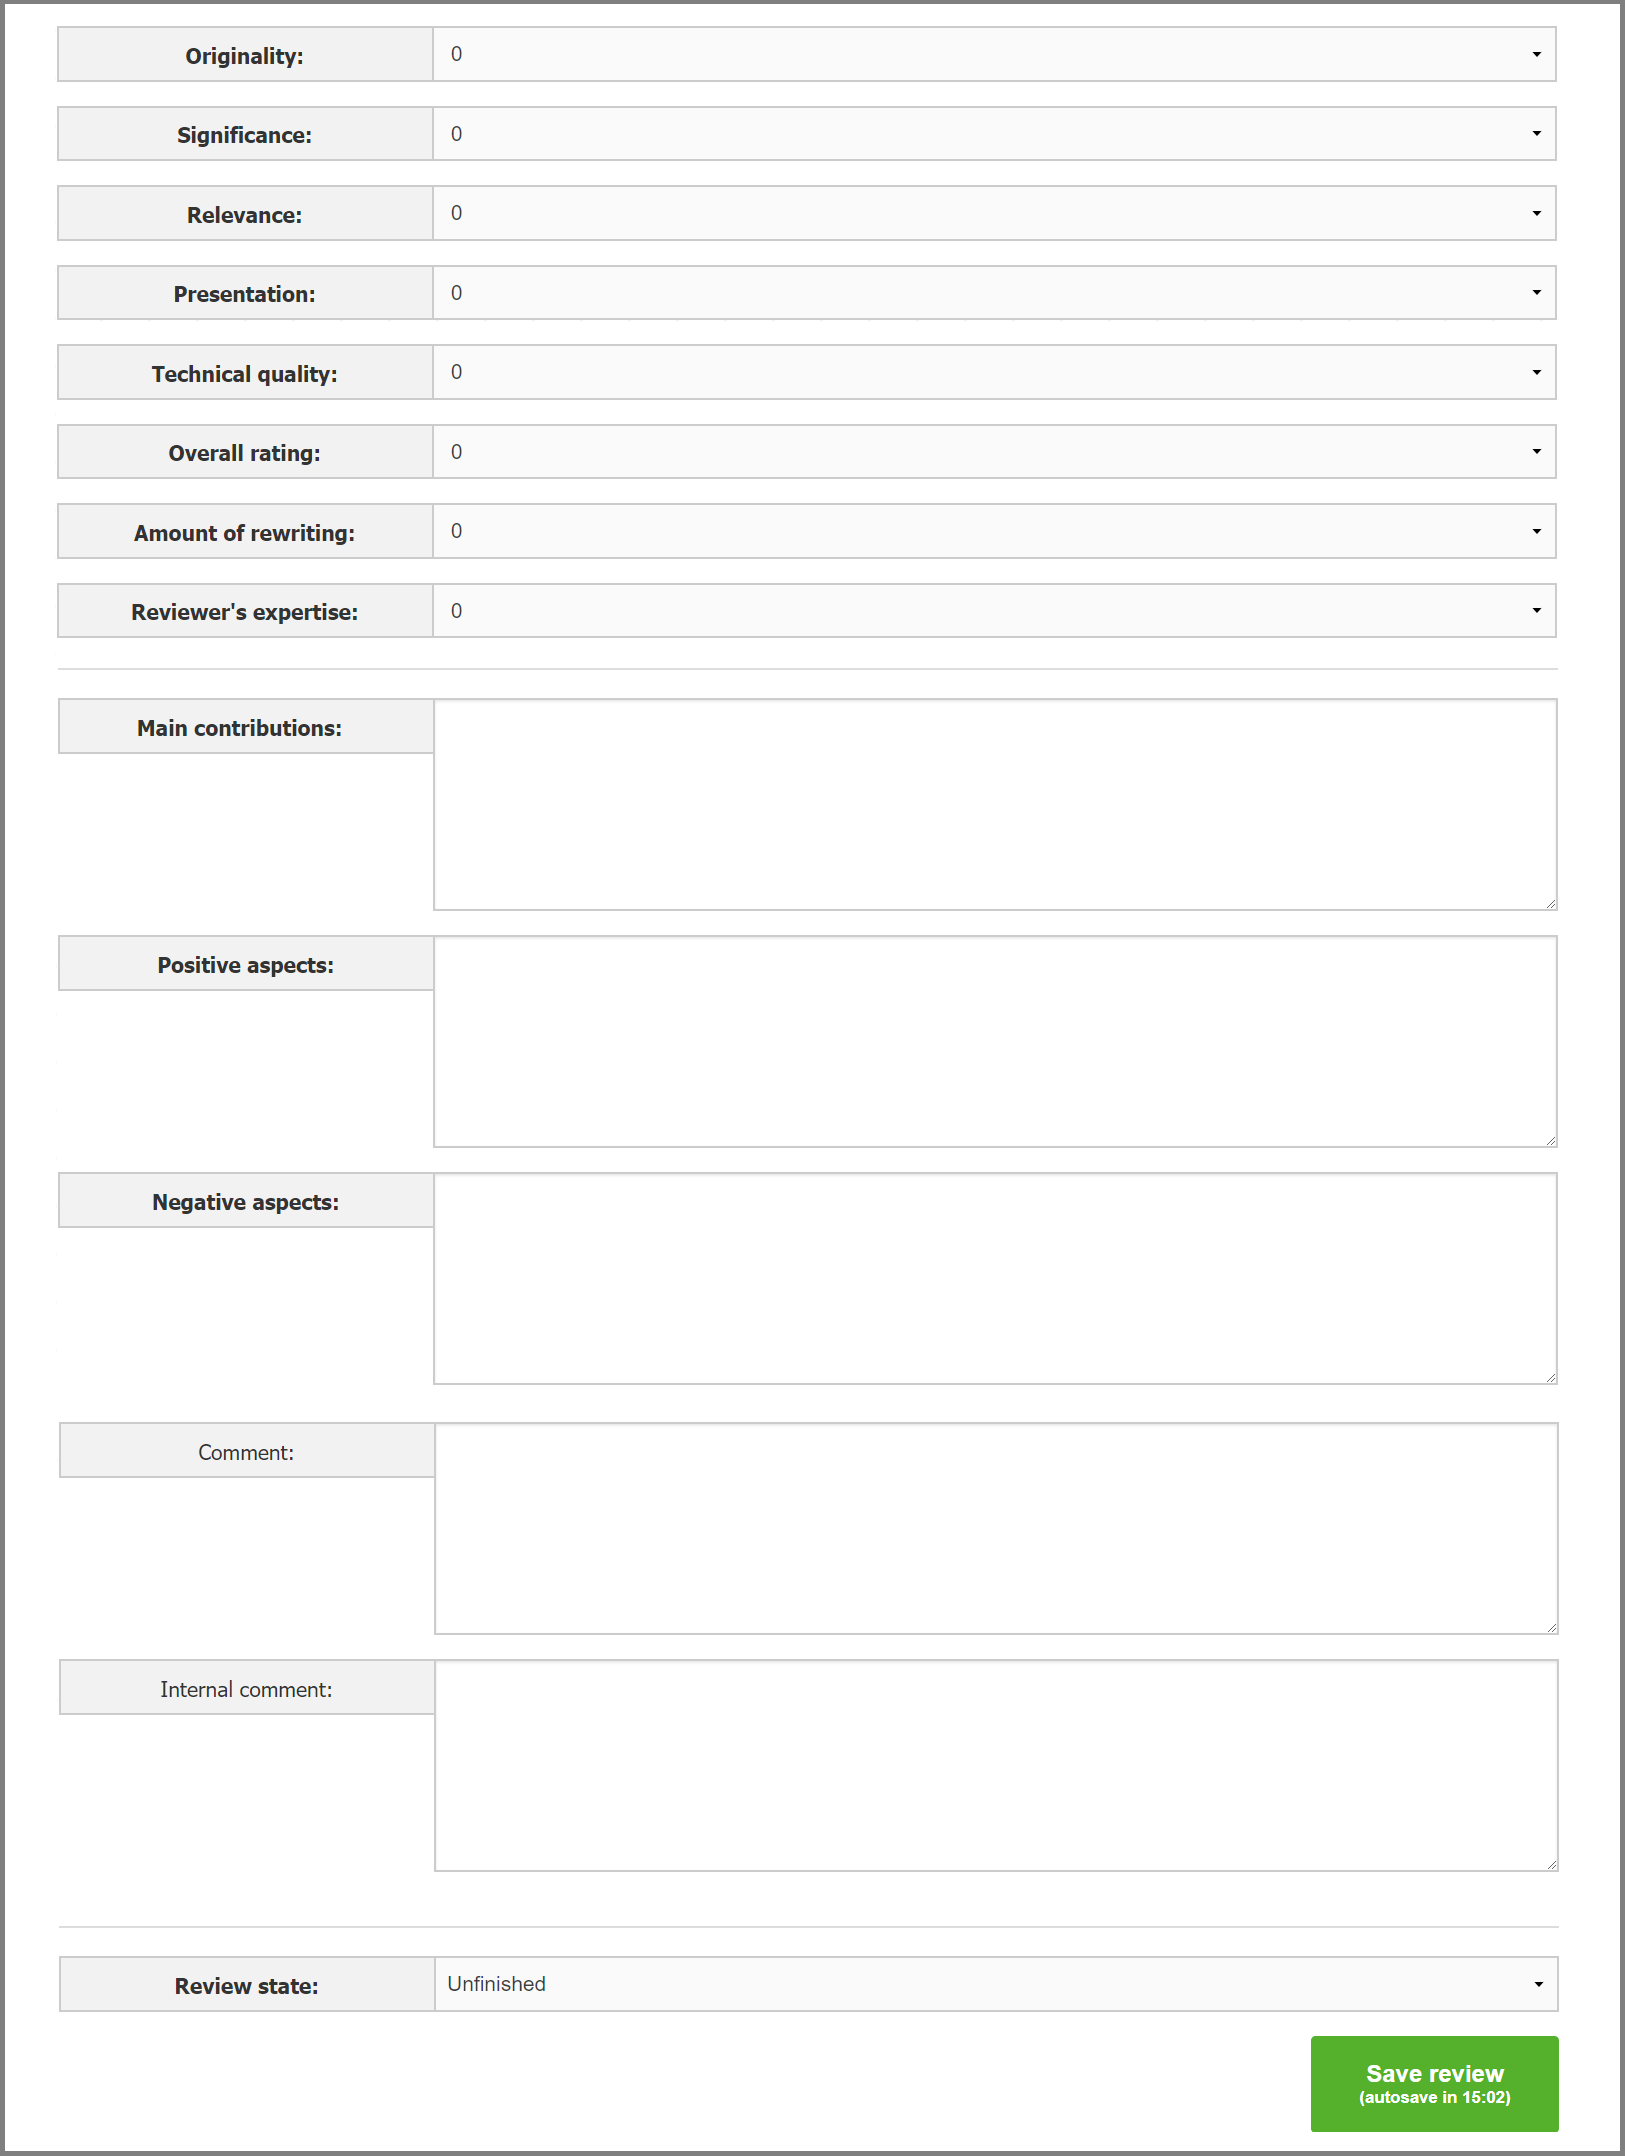 Originality: 0
Significance: 0
Relevance: 0
Presentation: 0
Technical quality: 0
Overall rating: 0
Amount of rewriting: 0
Reviewer's expertise: 0
Main contributions:
Positive aspects:
Negative aspects:
Comment:
Internal comment:
Review state: Unfinished
Save review
(autosave in 15:02)